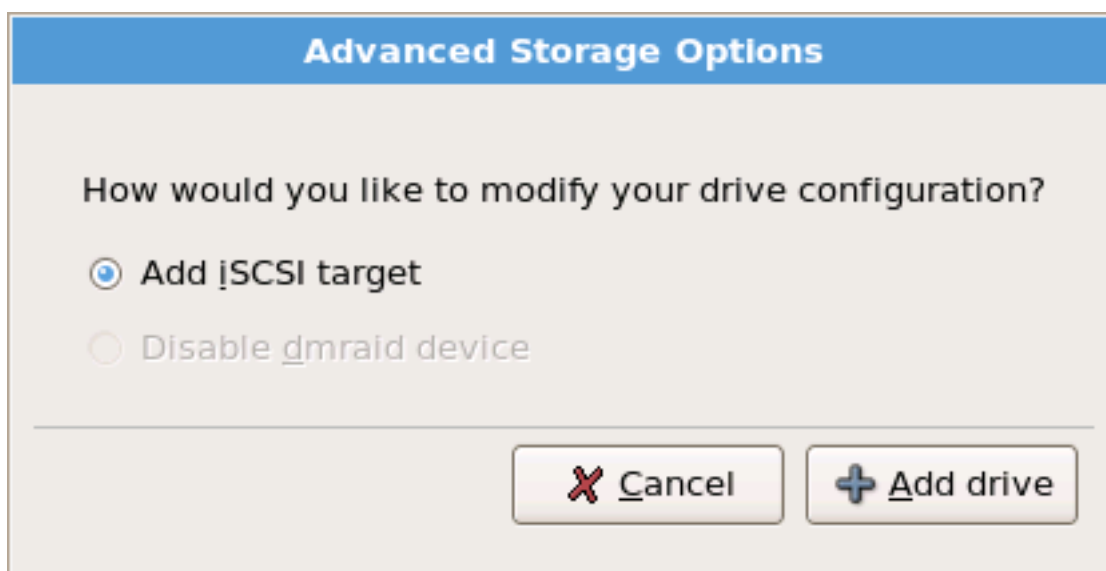 Advanced Storage Options
How would you like to modify your drive configuration?
Add iSCSI target
Disable dmraid device
Cancel
Add drive